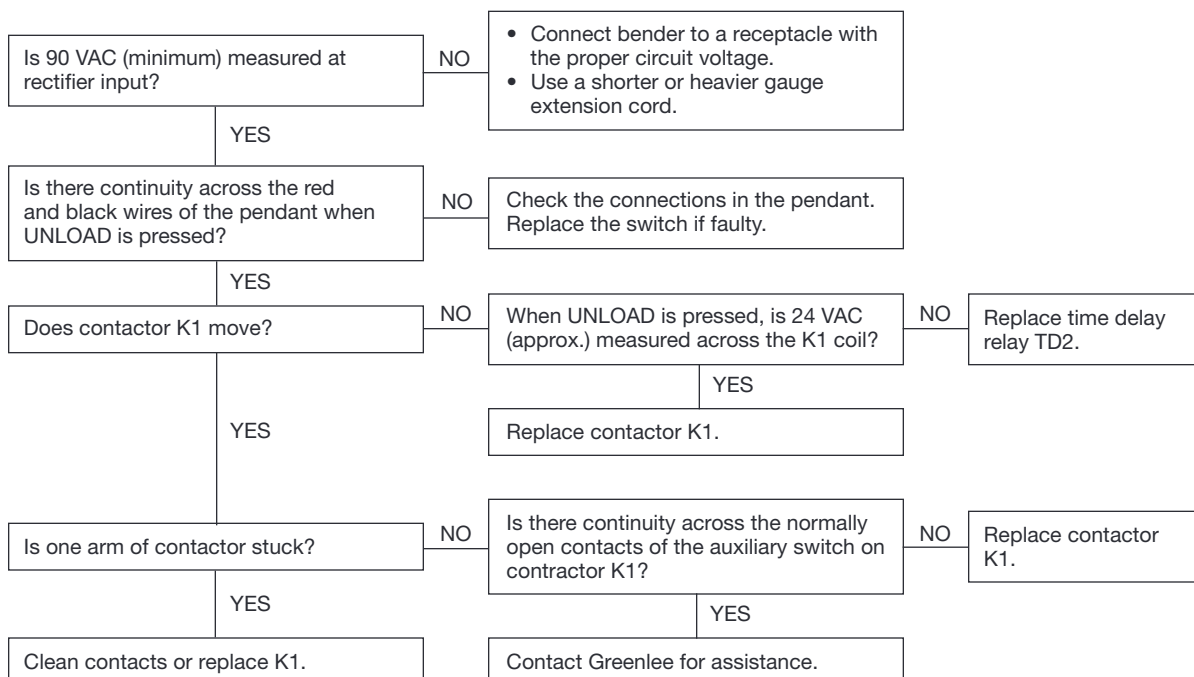 Is 90 VAC (minimum) measured at
rectifier input?
NO
• Connect bender to a receptacle with
the proper circuit voltage.
• Use a shorter or heavier gauge
extension cord.
YES
Is there continuity across the red
and black wires of the pendant when
UNLOAD is pressed?
NO
Check the connections in the pendant.
Replace the switch if faulty.
YES
Does contactor K1 move?
NO
When UNLOAD is pressed, is 24 VAC
(approx.) measured across the K1 coil?
NO
Replace time delay
relay TD2.
YES
Replace contactor K1.
YES
Is one arm of contactor stuck?
NO
Is there continuity across the normally
open contacts of the auxiliary switch on
contractor K1?
NO
Replace contactor
K1.
YES
Clean contacts or replace K1.
YES
Contact Greenlee for assistance.